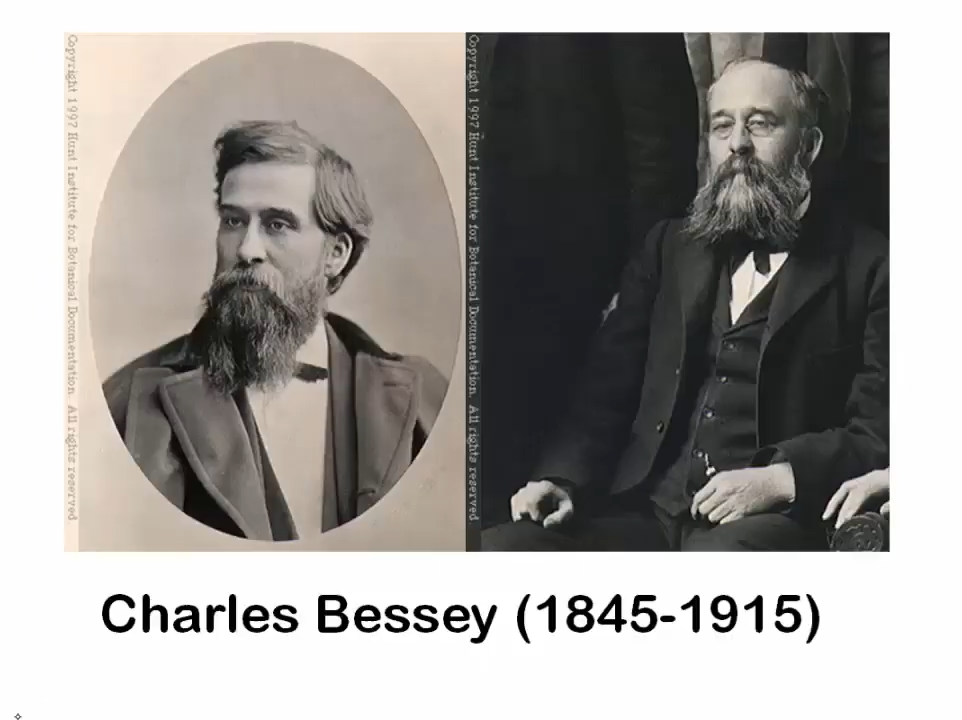 Copyright 1997 Hunt Institute for Botanical Documentation. All rights reserved
Copyright 1997 Hunt Institute for Botanical Documentation. All rights reserved
Charles Bessey (1845-1915)